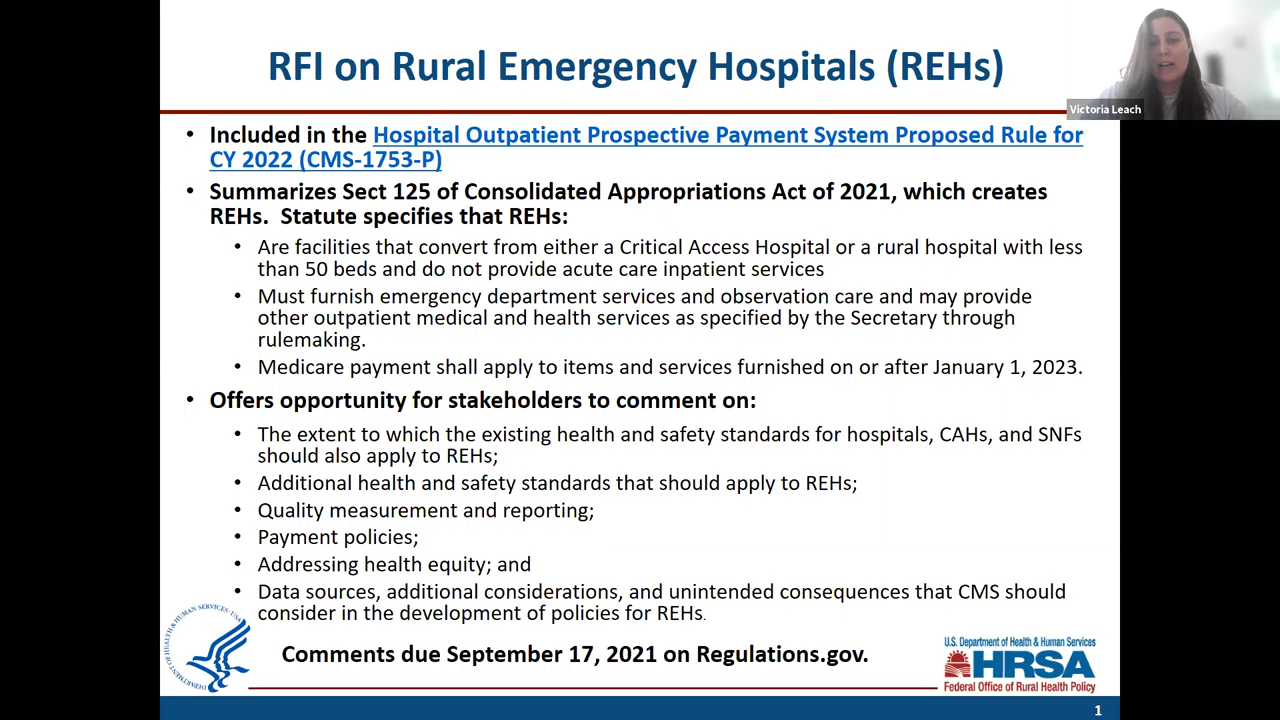 RFI on Rural Emergency Hospitals (REHs)
Victoria Leach
• Included in the Hospital Outpatient Prospective Payment System Proposed Rule for
CY 2022 (CMS-1753-P)
• Summarizes Sect 125 of Consolidated Appropriations Act of 2021, which creates
REHs. Statute specifies that REHs:
• Are facilities that convert from either a Critical Access Hospital or a rural hospital with less
than 50 beds and do not provide acute care inpatient services
• Must furnish emergency department services and observation care and may provide
other outpatient medical and health services as specified by the Secretary through
rulemaking.
• Medicare payment shall apply to items and services furnished on or after January 1, 2023.
• Offers opportunity for stakeholders to comment on:
• The extent to which the existing health and safety standards for hospitals, CAHs, and SNFs
should also apply to REHs;
• Additional health and safety standards that should apply to REHs;
• Quality measurement and reporting;
• Payment policies;
• Addressing health equity; and
• Data sources, additional considerations, and unintended consequences that CMS should
consider in the development of policies for REHs.
Comments due September 17, 2021 on Regulations.gov.
DEPARTMENT OF HEALTH & HUMAN SERVICES · USA
U.S. Department of Health & Human Services
HRSA
Federal Office of Rural Health Policy
1